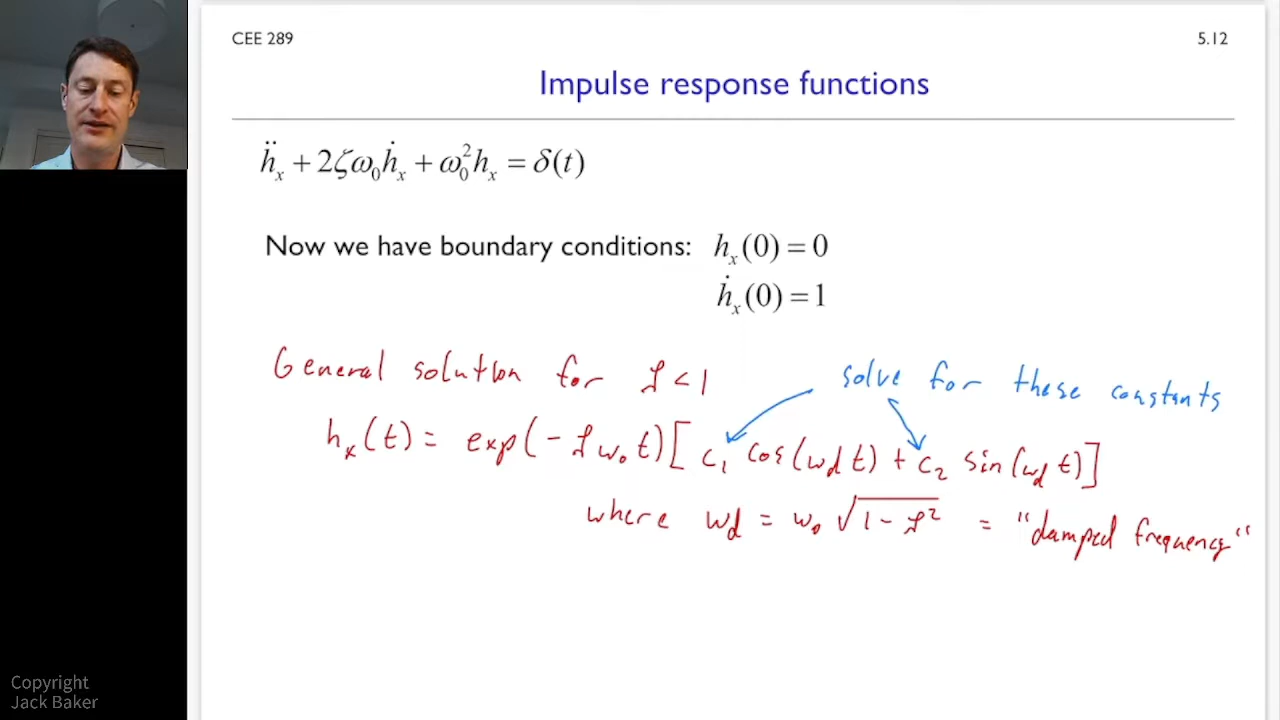 CEE 289
5.12
Impulse response functions
ḧₓ + 2ζω₀ḣₓ + ω₀²hₓ = δ(t)
Now we have boundary conditions: hₓ(0) = 0
ḣₓ(0) = 1
General solution for ζ < 1
solve for these constants
hₓ(t) = exp(-ζω₀t)[c₁ cos(ωd t) + c₂ sin(ωd t)]
where ωd = ω₀√(1-ζ²) = "damped frequency"
Copyright
Jack Baker